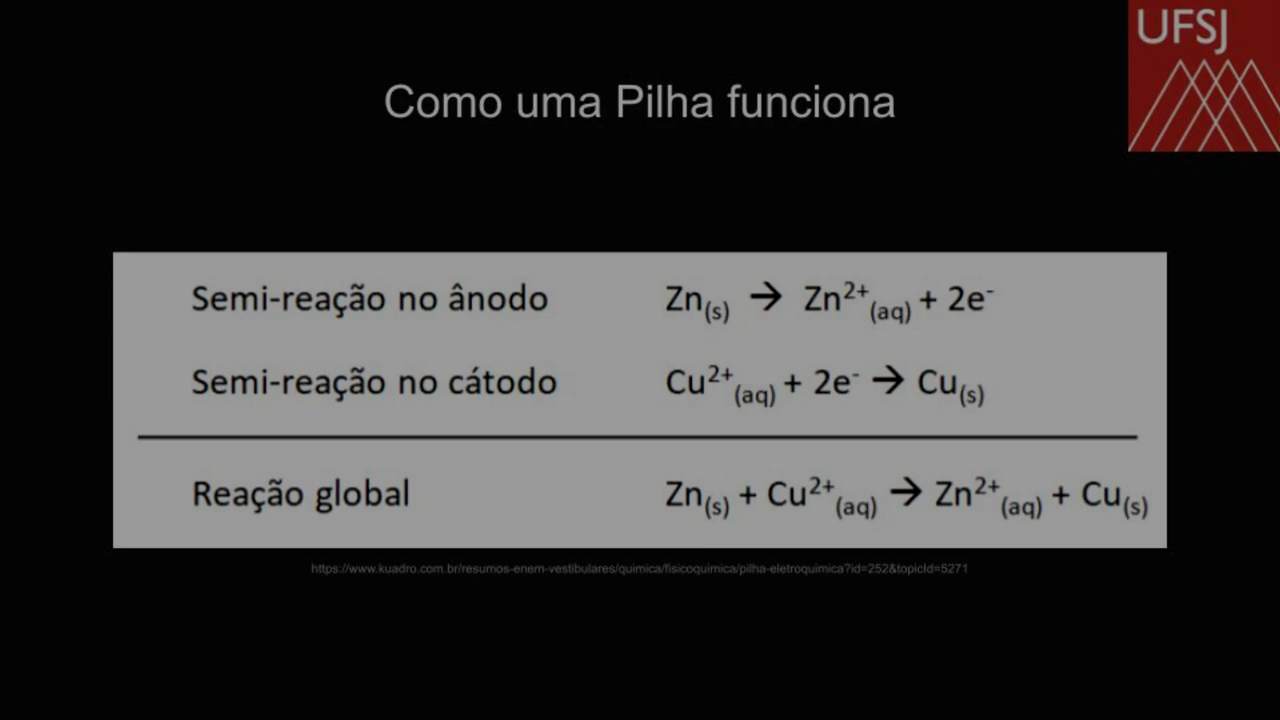 UFSJ
Como uma Pilha funciona
Semi-reação no ânodo Zn(s) → Zn²⁺(aq) + 2e⁻
Semi-reação no cátodo Cu²⁺(aq) + 2e⁻ → Cu(s)
Reação global Zn(s) + Cu²⁺(aq) → Zn²⁺(aq) + Cu(s)
https://www.kuadro.com.br/resumos-enem-vestibulares/quimica/fisicoquimica/pilha-eletroquimica?id=252&topicId=5271